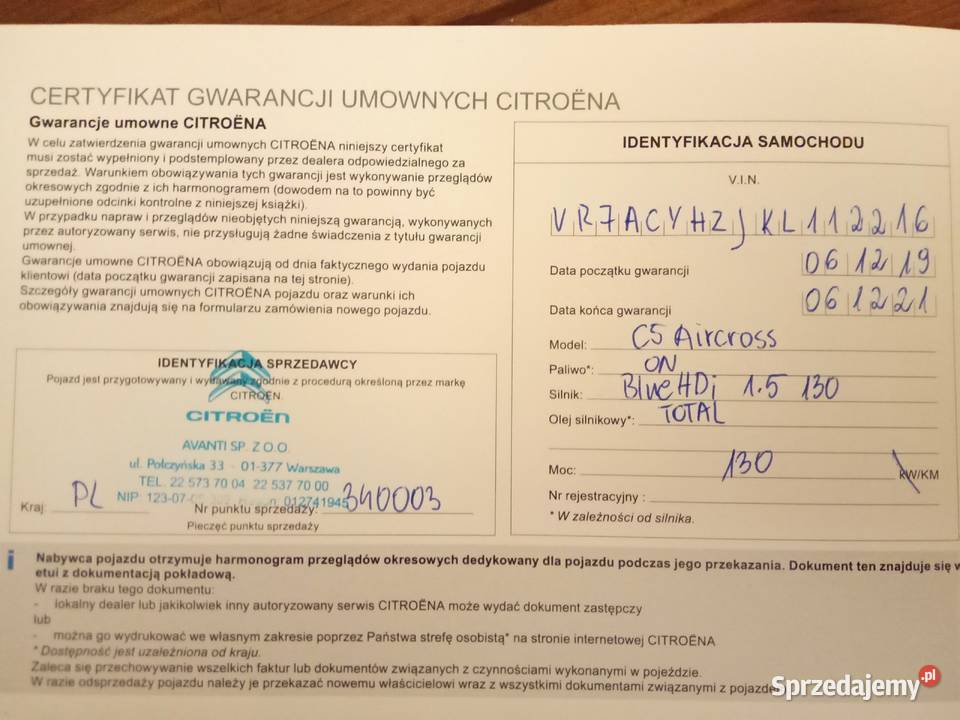 CERTYFIKAT GWARANCJI UMOWNYCH CITROËNA
Gwarancje umowne CITROËNA
W celu zatwierdzenia gwarancji umownych CITROËNA niniejszy certyfikat
musi zostać wypełniony i podstemplowany przez dealera odpowiedzialnego za
sprzedaż. Warunkiem obowiązywania tych gwarancji jest wykonywanie przeglądów
okresowych zgodnie z ich harmonogramem (dowodem na to powinny być
uzupełnione odcinki kontrolne z niniejszej książki).
W przypadku napraw i przeglądów nieobjętych niniejszą gwarancją, wykonywanych
przez autoryzowany serwis, nie przysługują żadne świadczenia z tytułu gwarancji
umownej.
Gwarancje umowne CITROËNA obowiązują od dnia faktycznego wydania pojazdu
klientowi (data początku gwarancji zapisana na tej stronie).
Szczegóły gwarancji umownych CITROËNA pojazdu oraz warunki ich
obowiązywania znajdują się na formularzu zamówienia nowego pojazdu.
IDENTYFIKACJA SPRZEDAWCY
Pojazd jest przygotowywany i wydawany zgodnie z procedurą określoną przez markę
CITROËN.
CITROËN
AVANTI SP. Z O.O.
ul. Połczyńska 33 - 01-377 Warszawa
TEL. 22 573 70 04 22 537 70 00
NIP: 123-07- 012741945
Kraj: PL Nr punktu sprzedaży: 340003
Pieczęć punktu sprzedaży
IDENTYFIKACJA SAMOCHODU
V.I.N.
VR7ACYHZJKL112216
Data początku gwarancji 06 12 19
Data końca gwarancji 06 12 21
Model: C5 Aircross
Paliwo*: ON
Silnik: BlueHDi 1.5 130
Olej silnikowy*: TOTAL
Moc: 130 kW/KM
Nr rejestracyjny :
* W zależności od silnika.
i
Nabywca pojazdu otrzymuje harmonogram przeglądów okresowych dedykowany dla pojazdu podczas jego przekazania. Dokument ten znajduje się w
etui z dokumentacją pokładową.
W razie braku tego dokumentu:
- lokalny dealer lub jakikolwiek inny autoryzowany serwis CITROËNA może wydać dokument zastępczy
lub
- można go wydrukować we własnym zakresie poprzez Państwa strefę osobistą* na stronie internetowej CITROËNA
* Dostępność jest uzależniona od kraju.
Zaleca się przechowywanie wszelkich faktur lub dokumentów związanych z czynnościami wykonanymi w pojeździe.
W razie odsprzedaży pojazdu należy je przekazać nowemu właścicielowi wraz z wszystkimi dokumentami związanymi z pojazdem
Sprzedajemy.pl